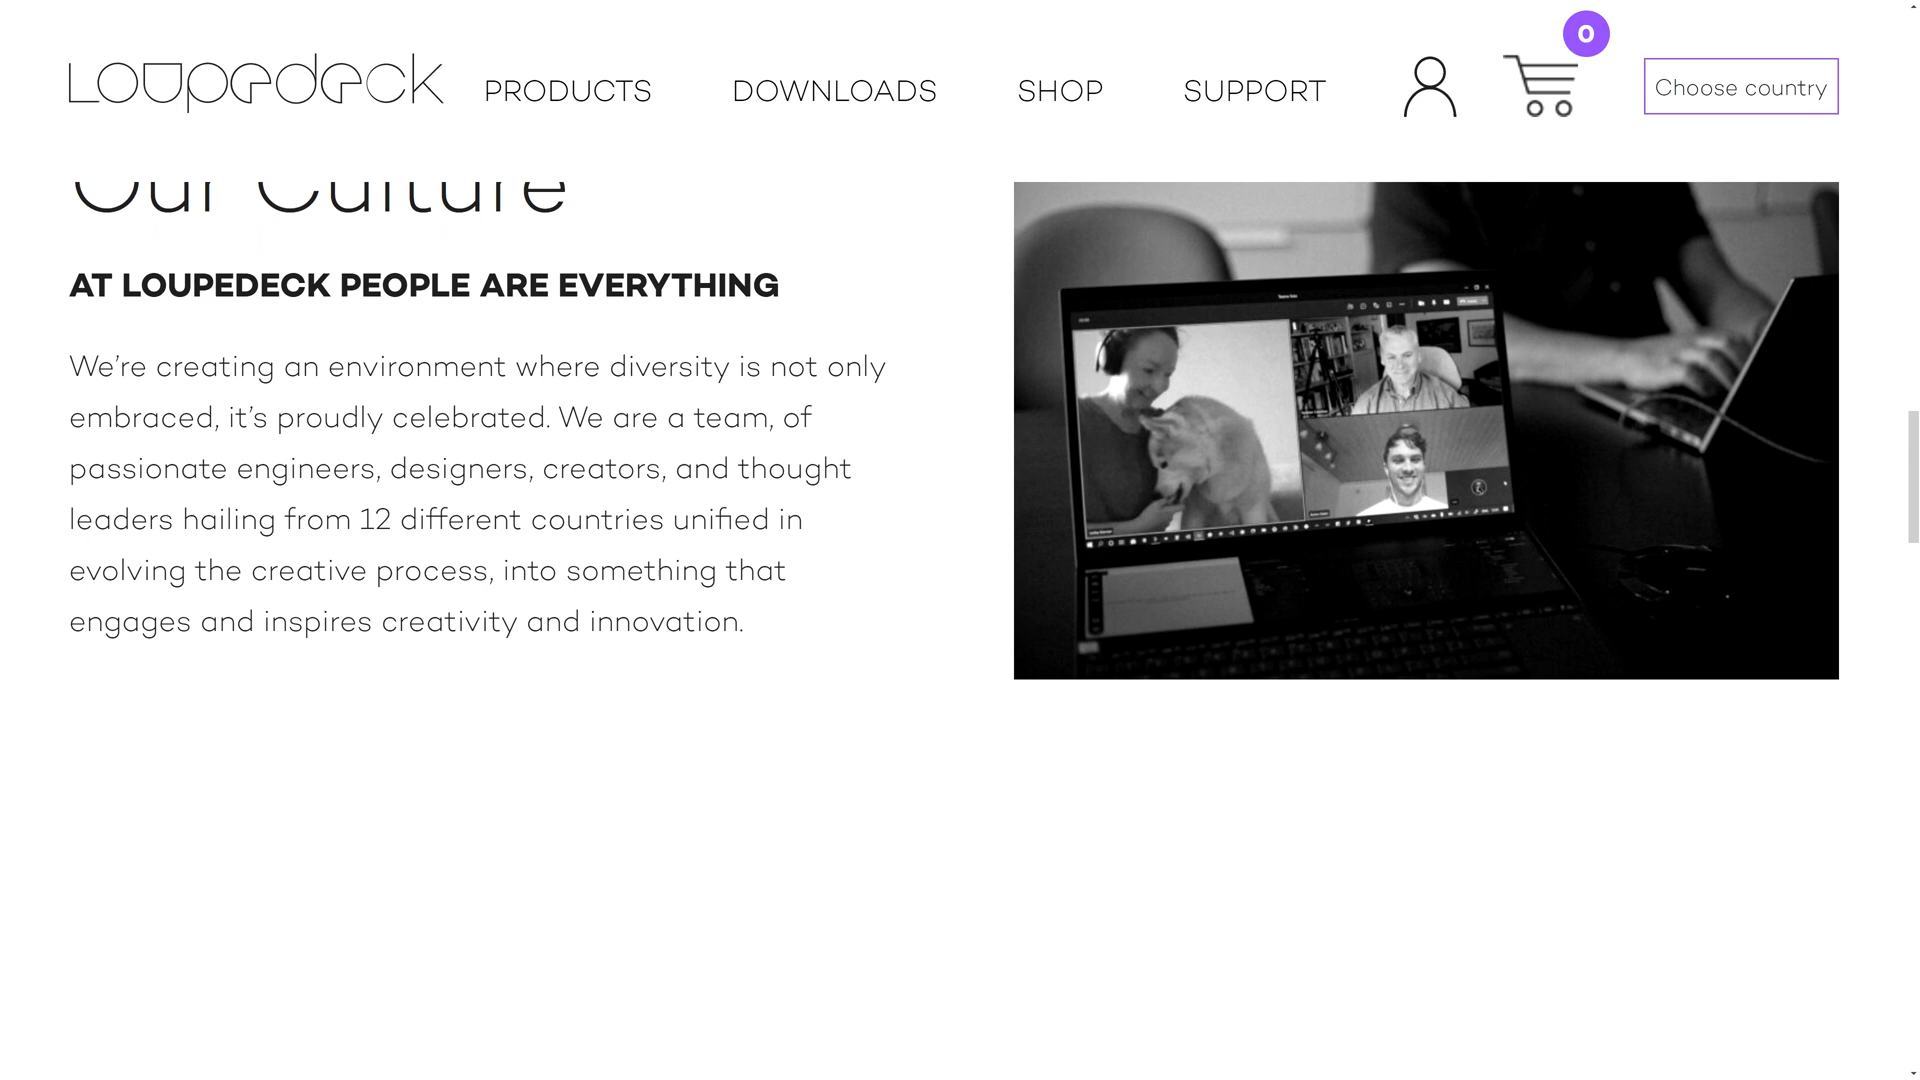 Loupedeck
PRODUCTS
DOWNLOADS
SHOP
SUPPORT
0
Choose country
Our Culture
AT LOUPEDECK PEOPLE ARE EVERYTHING
We’re creating an environment where diversity is not only
embraced, it’s proudly celebrated. We are a team, of
passionate engineers, designers, creators, and thought
leaders hailing from 12 different countries unified in
evolving the creative process, into something that
engages and inspires creativity and innovation.